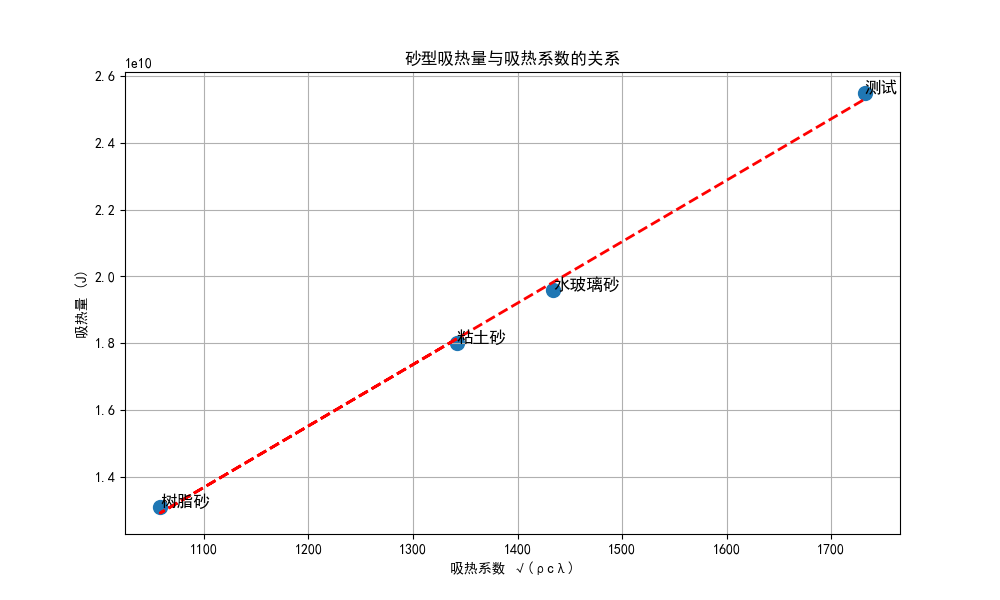 砂型吸热量与吸热系数的关系
1e10
2.6
2.4
2.2
2.0
1.8
1.6
1.4
吸热量 (J)
测试
水玻璃砂
粘土砂
树脂砂
1100 1200 1300 1400 1500 1600 1700
吸热系数 √(ρcλ)